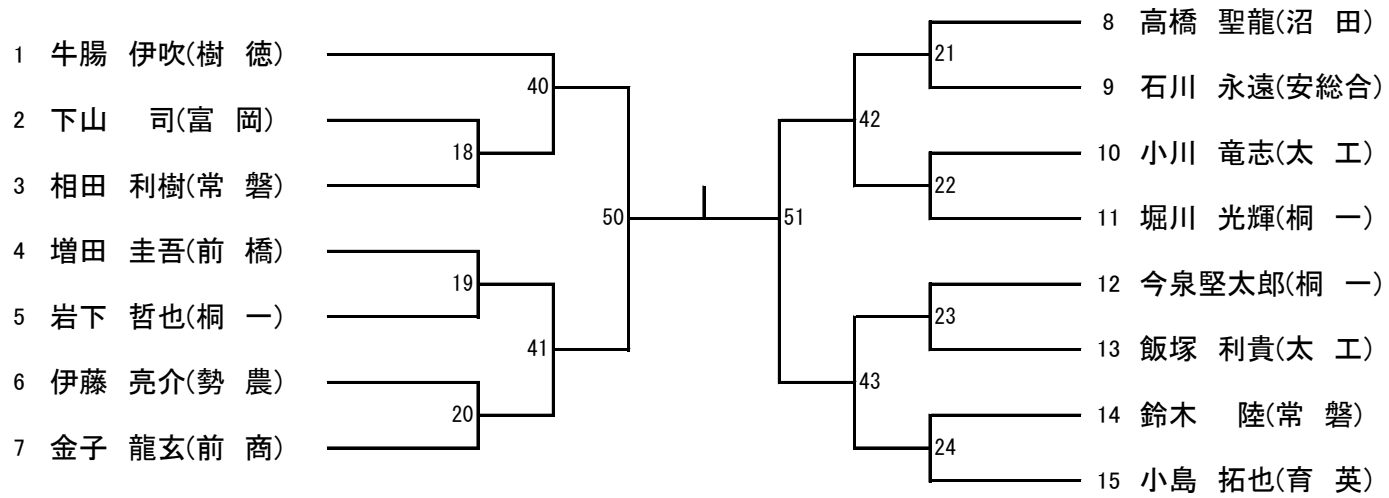 1 牛腸 伊吹(樹 徳)
2 下山 司(富 岡)
3 相田 利樹(常 磐)
4 増田 圭吾(前 橋)
5 岩下 哲也(桐 一)
6 伊藤 亮介(勢 農)
7 金子 龍玄(前 商)
40
18
50
19
41
20
8 高橋 聖龍(沼 田)
9 石川 永遠(安総合)
10 小川 竜志(太 工)
11 堀川 光輝(桐 一)
12 今泉堅太郎(桐 一)
13 飯塚 利貴(太 工)
14 鈴木 陸(常 磐)
15 小島 拓也(育 英)
21
42
22
51
23
43
24